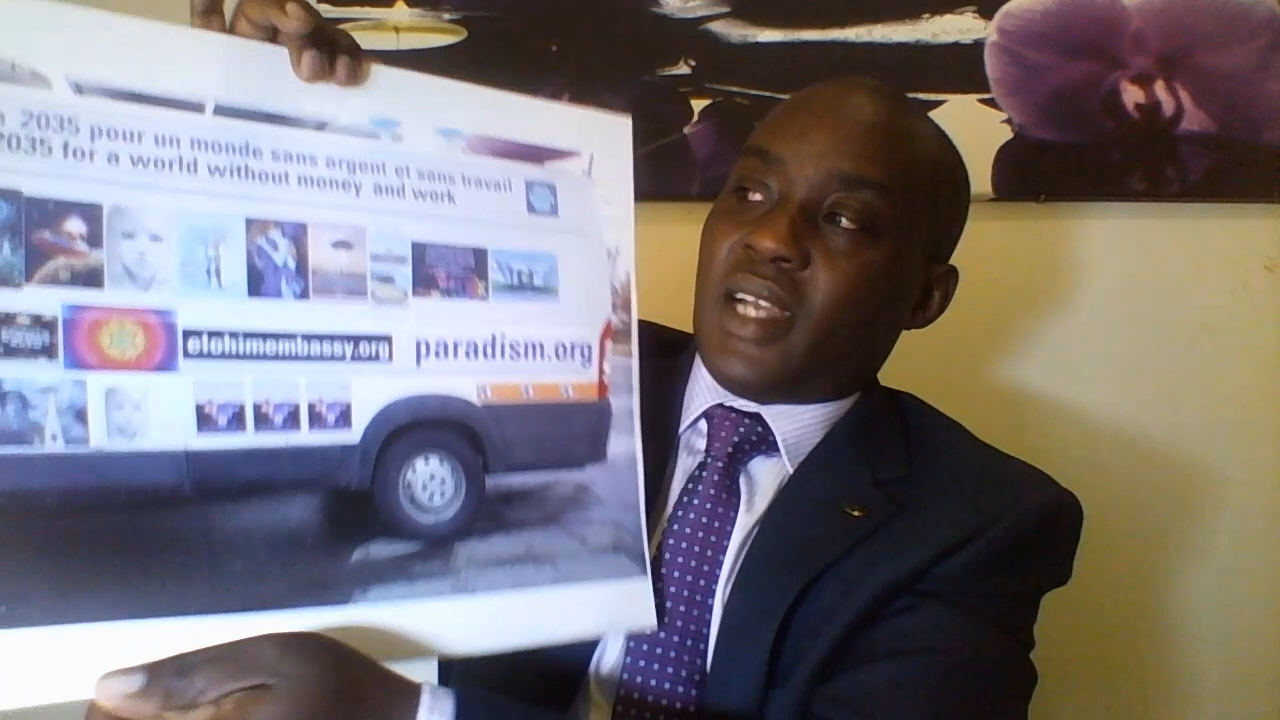 2035 pour un monde sans argent et sans travail
2035 for a world without money and work
elohimembassy.org
paradism.org